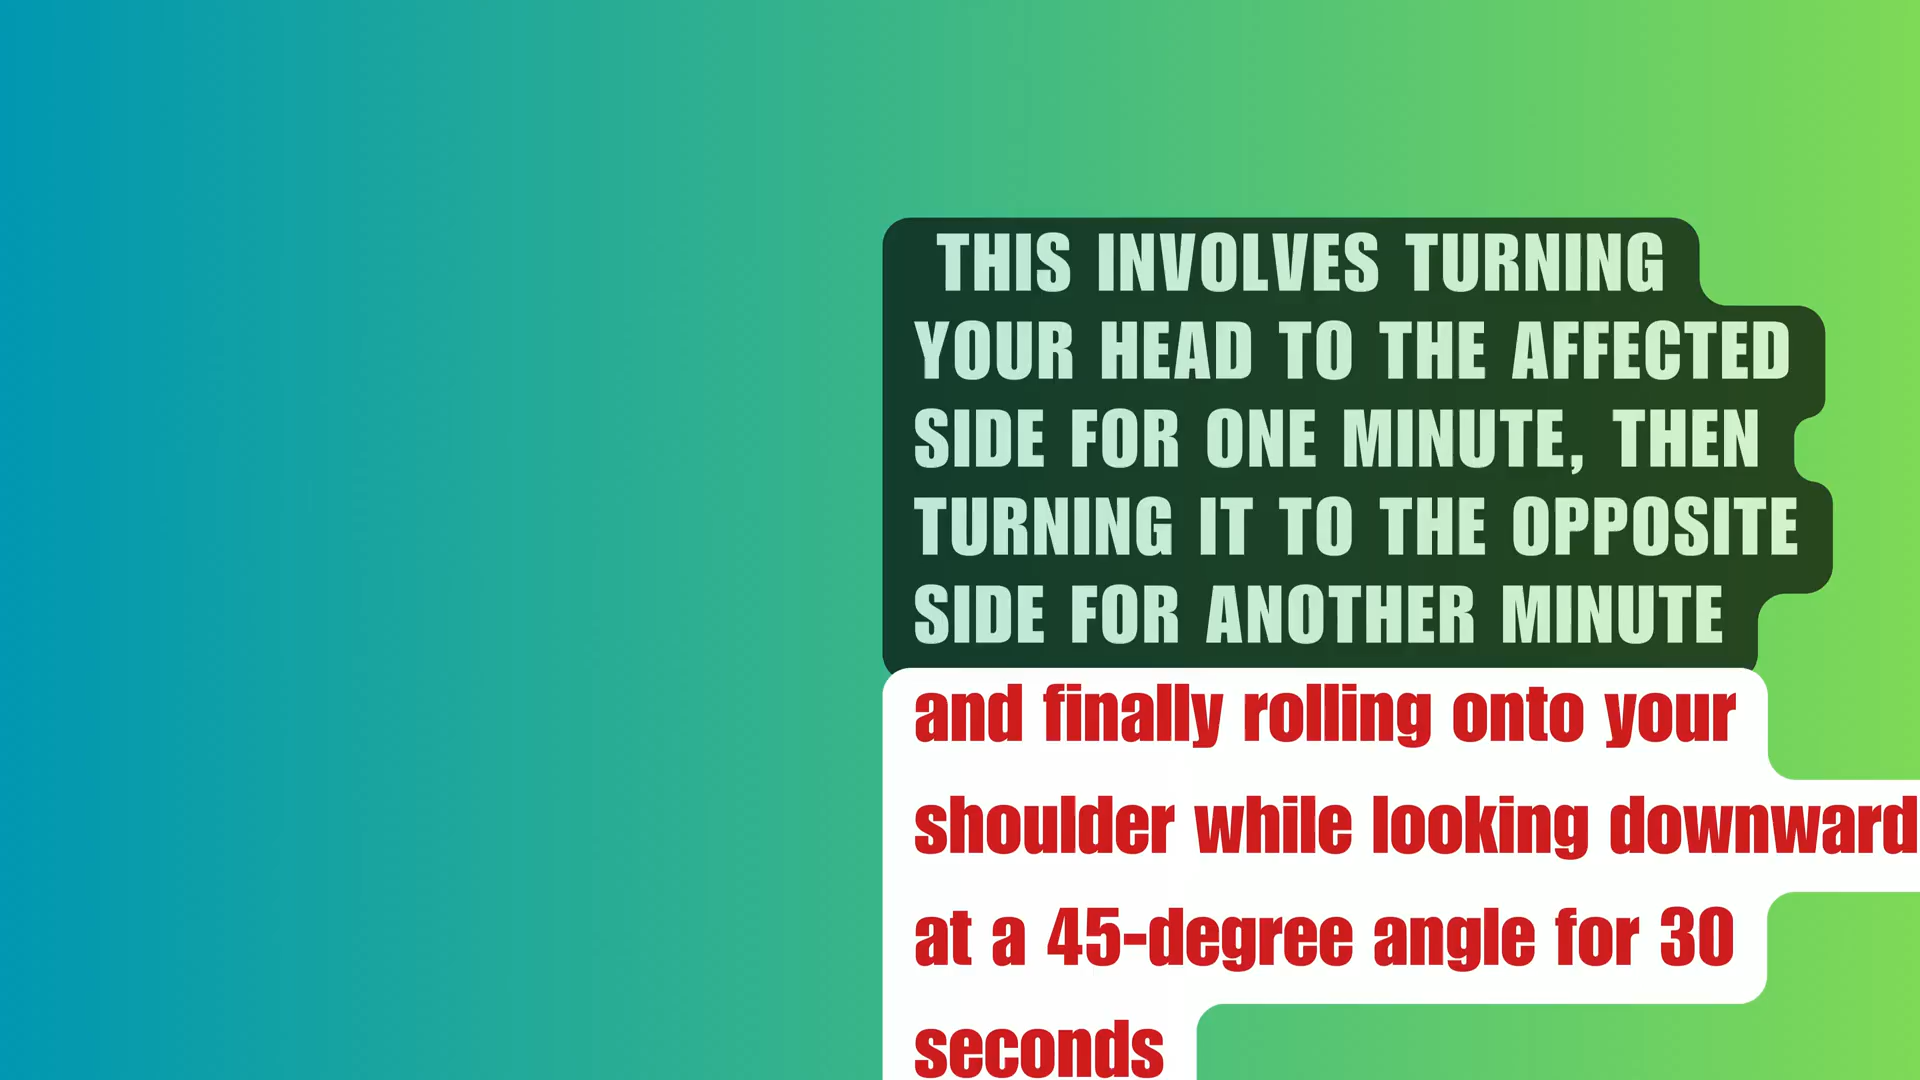 THIS INVOLVES TURNING
YOUR HEAD TO THE AFFECTED
SIDE FOR ONE MINUTE, THEN
TURNING IT TO THE OPPOSITE
SIDE FOR ANOTHER MINUTE
and finally rolling onto your
shoulder while looking downward
at a 45-degree angle for 30
seconds